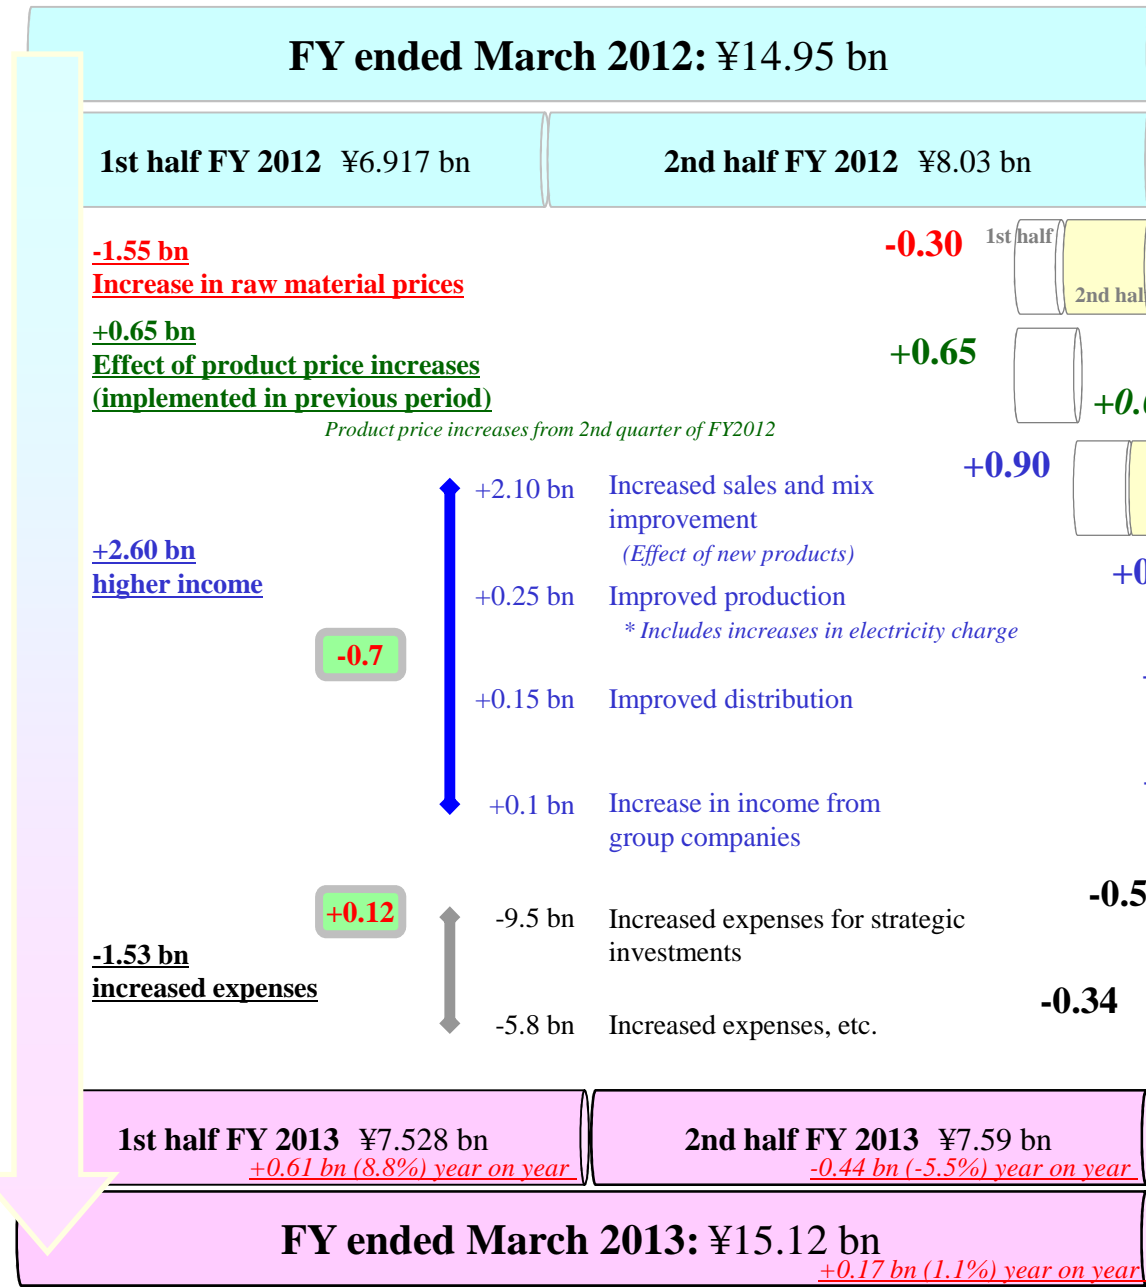 FY ended March 2012: ¥14.95 bn
1st half FY 2012 ¥6.917 bn
2nd half FY 2012 ¥8.03 bn
-1.55 bn
Increase in raw material prices
-0.30
1st half
2nd
+0.65 bn
Effect of product price increases
(implemented in previous period)
+0.65
Product price increases from 2nd quarter of FY2012
+0.90
+2.10 bn
Increased sales and mix
improvement
(Effect of new products)
+2.60 bn
higher income
+0.25 bn
Improved production
* Includes increases in electricity charge
-0.7
+0.15 bn
Improved distribution
+0.1 bn
Increase in income from
group companies
+0.12
-9.5 bn
Increased expenses for strategic
investments
-1.53 bn
increased expenses
-0.34
-5.8 bn
Increased expenses, etc.
1st half FY 2013 ¥7.528 bn
+0.61 bn (8.8%) year on year
2nd half FY 2013 ¥7.59 bn
-0.44 bn (-5.5%) year on year
FY ended March 2013: ¥15.12 bn
+0.17 bn (1.1%) year on year